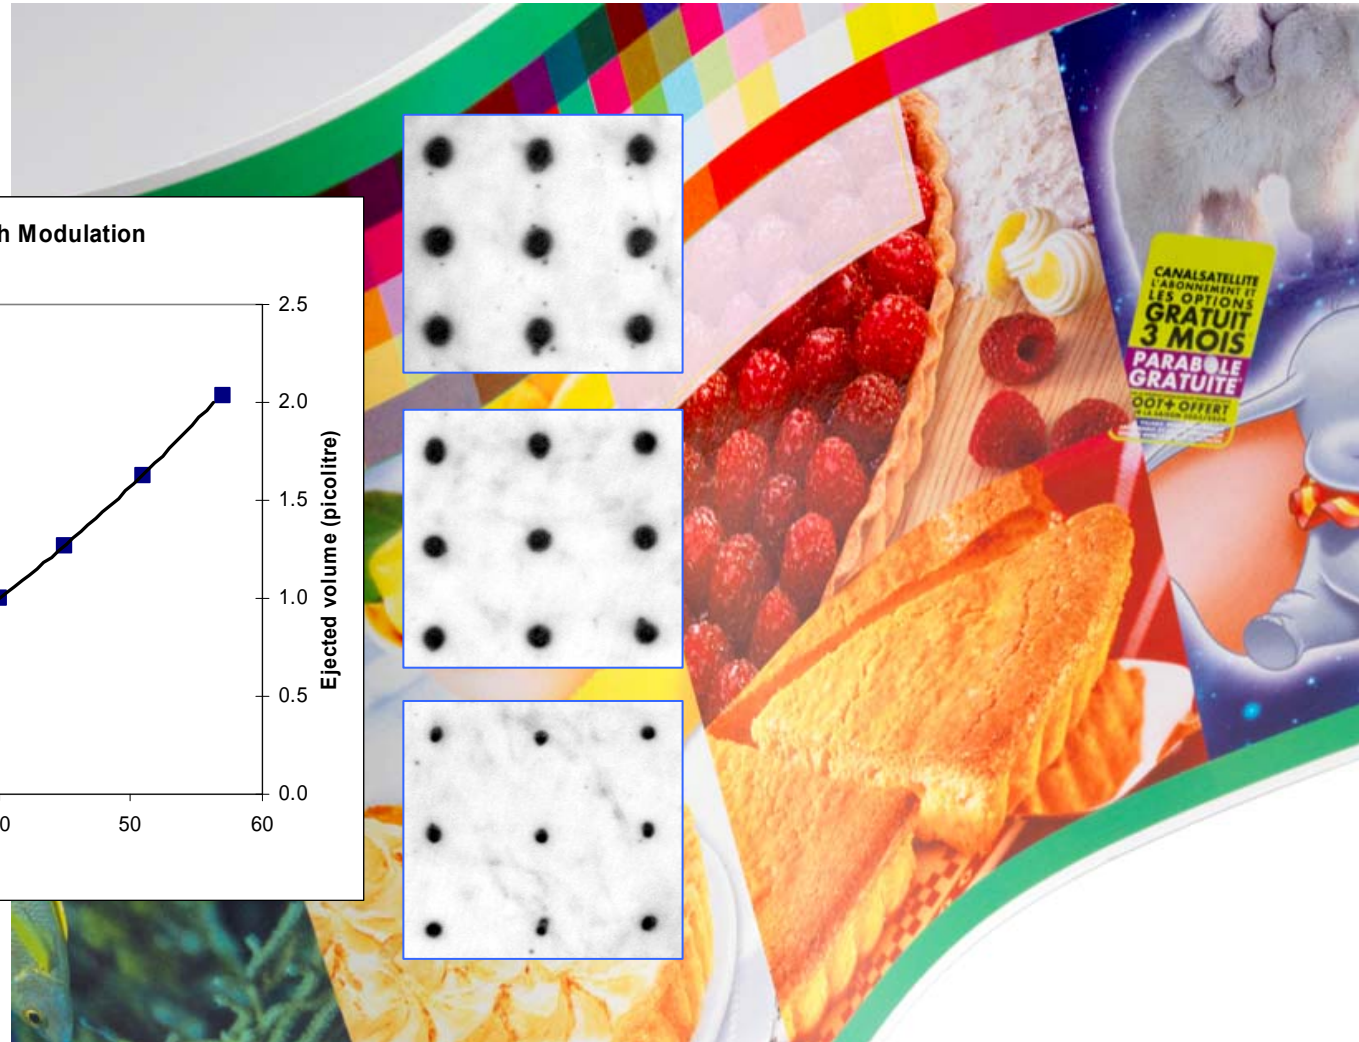 h Modulation
2.5
2.0
1.5
1.0
0.5
0.0
0
50
60
Ejected volume (picolitre)
CANALSATELLITE
L'ABONNEMENT ET
LES OPTIONS
GRATUIT
3 MOIS
PARABOLE
GRATUITE*
OOT+ OFFERT